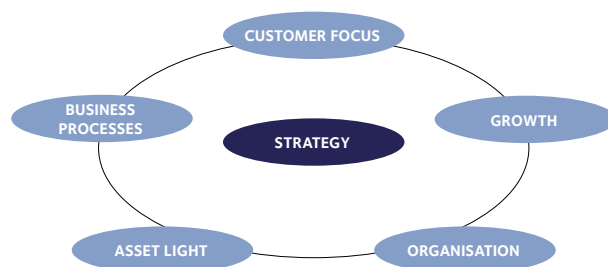 CUSTOMER FOCUS
BUSINESS
PROCESSES
GROWTH
STRATEGY
ASSET LIGHT
ORGANISATION